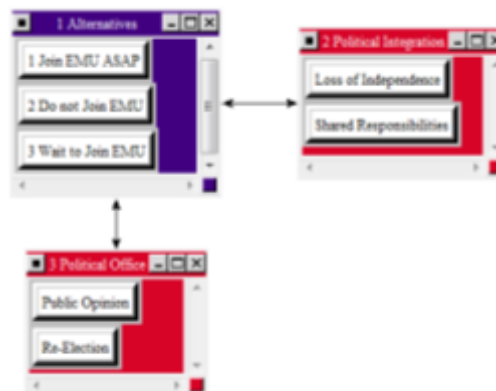 1 Alternatives
1 Join EMU ASAP
2 Do not Join EMU
3 Wait to Join EMU
2 Political Integration
Loss of Independence
Shared Responsibilities
3 Political Office
Public Opinion
Re-Election